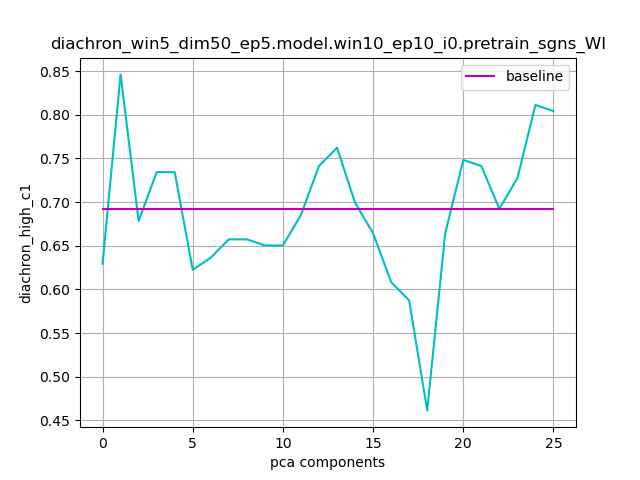 diachron_win5_dim50_ep5.model.win10_ep10_i0.pretrain_sgns_WI
baseline
0.85
0.80
0.75
0.70
0.65
0.60
0.55
0.50
0.45
diachron_high_c1
0 5 10 15 20 25
pca components